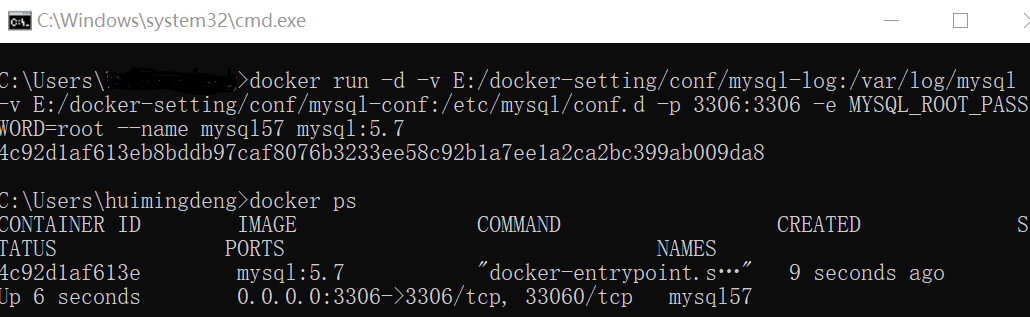 C:\Windows\system32\cmd.exe
C:\Users\ >docker run -d -v E:/docker-setting/conf/mysql-log:/var/log/mysql
-v E:/docker-setting/conf/mysql-conf:/etc/mysql/conf.d -p 3306:3306 -e MYSQL_ROOT_PASS
WORD=root --name mysql57 mysql:5.7
4c92d1af613eb8bddb97caf8076b3233ee58c92b1a7ee1a2ca2bc399ab009da8
C:\Users\huimingdeng>docker ps
CONTAINER ID IMAGE COMMAND CREATED S
TATUS PORTS NAMES
4c92d1af613e mysql:5.7 "docker-entrypoint.s…" 9 seconds ago
Up 6 seconds 0.0.0.0:3306->3306/tcp, 33060/tcp mysql57